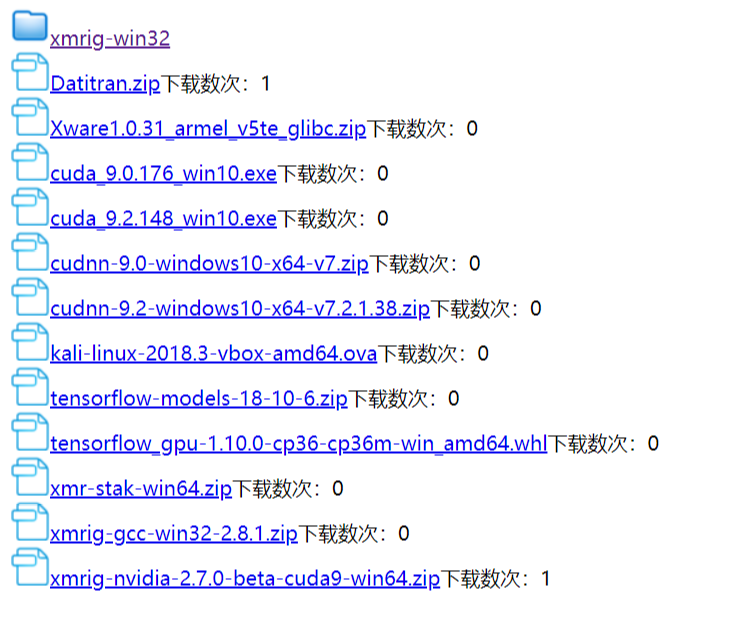 xmrig-win32
Datitran.zip下载数次：1
Xware1.0.31_armel_v5te_glibc.zip下载数次：0
cuda_9.0.176_win10.exe下载数次：0
cuda_9.2.148_win10.exe下载数次：0
cudnn-9.0-windows10-x64-v7.zip下载数次：0
cudnn-9.2-windows10-x64-v7.2.1.38.zip下载数次：0
kali-linux-2018.3-vbox-amd64.ova下载数次：0
tensorflow-models-18-10-6.zip下载数次：0
tensorflow_gpu-1.10.0-cp36-cp36m-win_amd64.whl下载数次：0
xmr-stak-win64.zip下载数次：0
xmrig-gcc-win32-2.8.1.zip下载数次：0
xmrig-nvidia-2.7.0-beta-cuda9-win64.zip下载数次：1